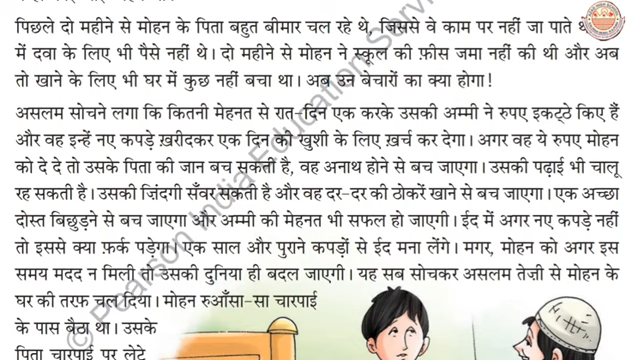 पिछले दो महीने से मोहन के पिता बहुत बीमार चल रहे थे, जिससे वे काम पर नहीं जा पाते
में दवा के लिए भी पैसे नहीं थे। दो महीने से मोहन ने स्कूल की फ़ीस जमा नहीं की थी और अब
तो खाने के लिए भी घर में कुछ नहीं बचा था। अब उन बेचारों का क्या होगा!
असलम सोचने लगा कि कितनी मेहनत से रात-दिन एक करके उसकी अम्मी ने रुपए इकट्ठे किए हैं
और वह इन्हें नए कपड़े ख़रीदकर एक दिन की खुशी के लिए ख़र्च कर देगा। अगर वह ये रुपए मोहन
को दे दे तो उसके पिता की जान बच सकती है, वह अनाथ होने से बच जाएगा। उसकी पढ़ाई भी चालू
रह सकती है। उसकी ज़िंदगी सँवर सकती है और वह दर-दर की ठोकरें खाने से बच जाएगा। एक अच्छा
दोस्त बिछुड़ने से बच जाएगा और अम्मी की मेहनत भी सफल हो जाएगी। ईद में अगर नए कपड़े नहीं
तो इससे क्या फ़र्क पड़ेगा। एक साल और पुराने कपड़ों से ईद मना लेंगे। मगर, मोहन को अगर इस
समय मदद न मिली तो उसकी दुनिया ही बदल जाएगी। यह सब सोचकर असलम तेज़ी से मोहन के
घर की तरफ़ चल दिया। मोहन रुआँसा-सा चारपाई
के पास बैठा था। उसके
पिता चारपाई पर लेटे
© Pearson India Education Servi